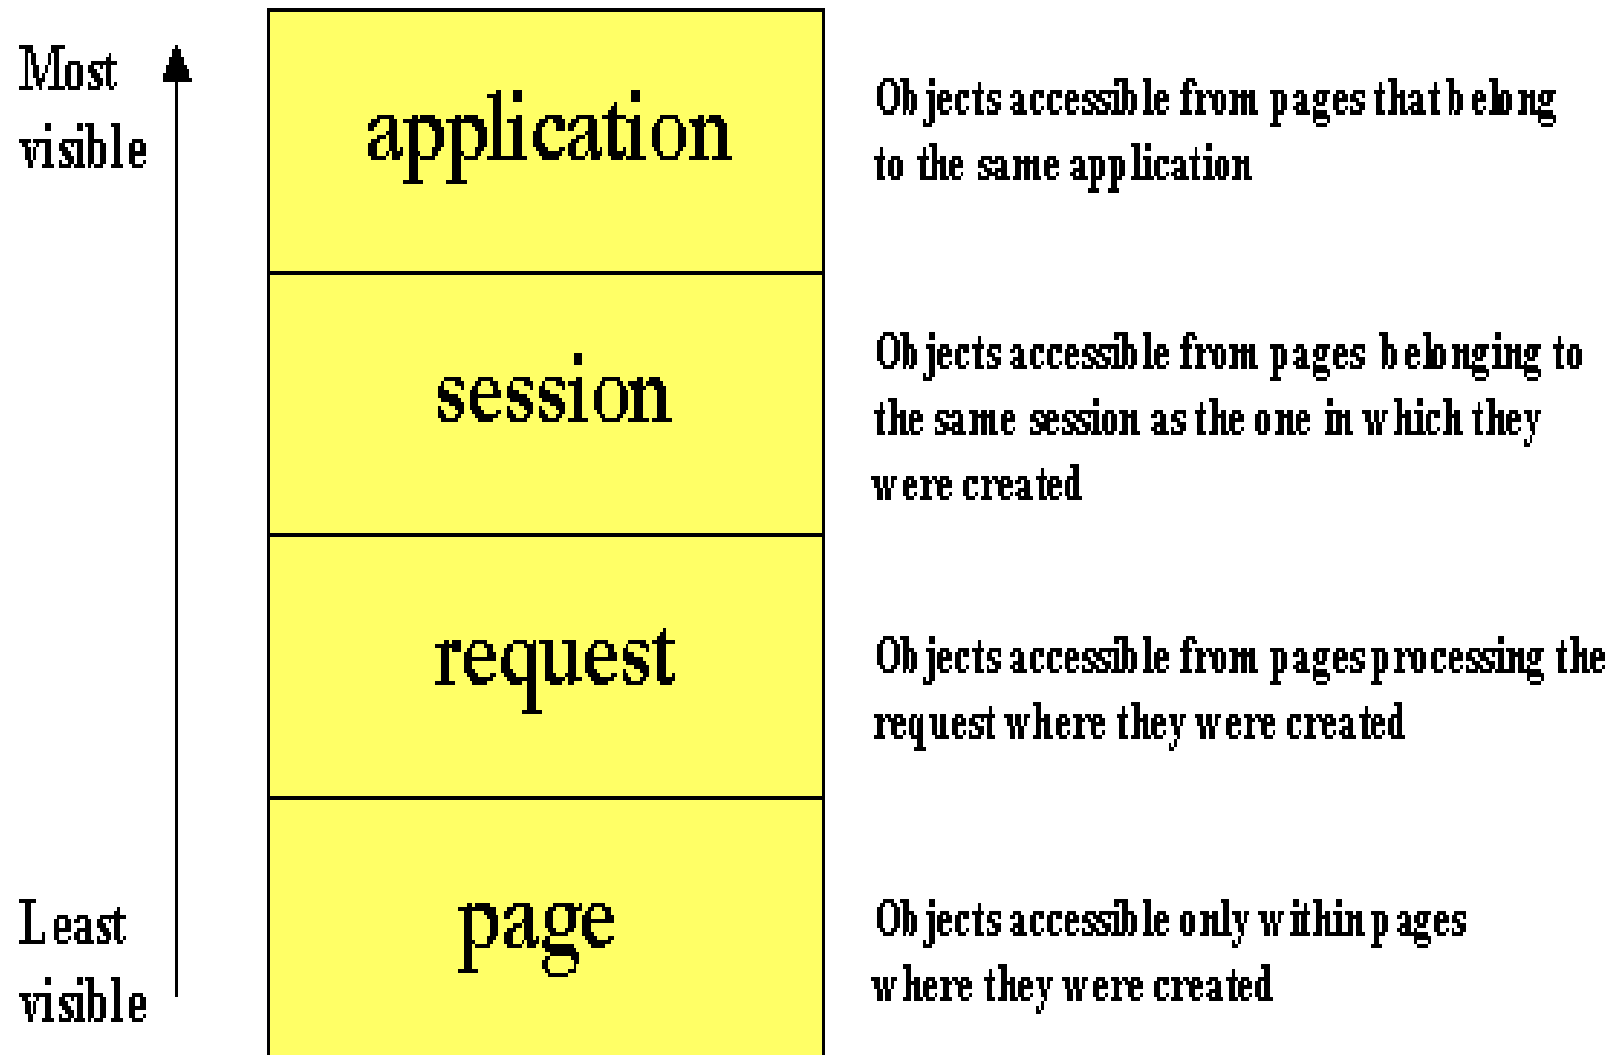 Most
visible
application
Objects accessible from pages that belong
to the same application
session
Objects accessible from pages belonging to
the same session as the one in which they
were created
request
Objects accessible from pages processing the
request where they were created
Least
visible
page
Objects accessible only within pages
where they were created